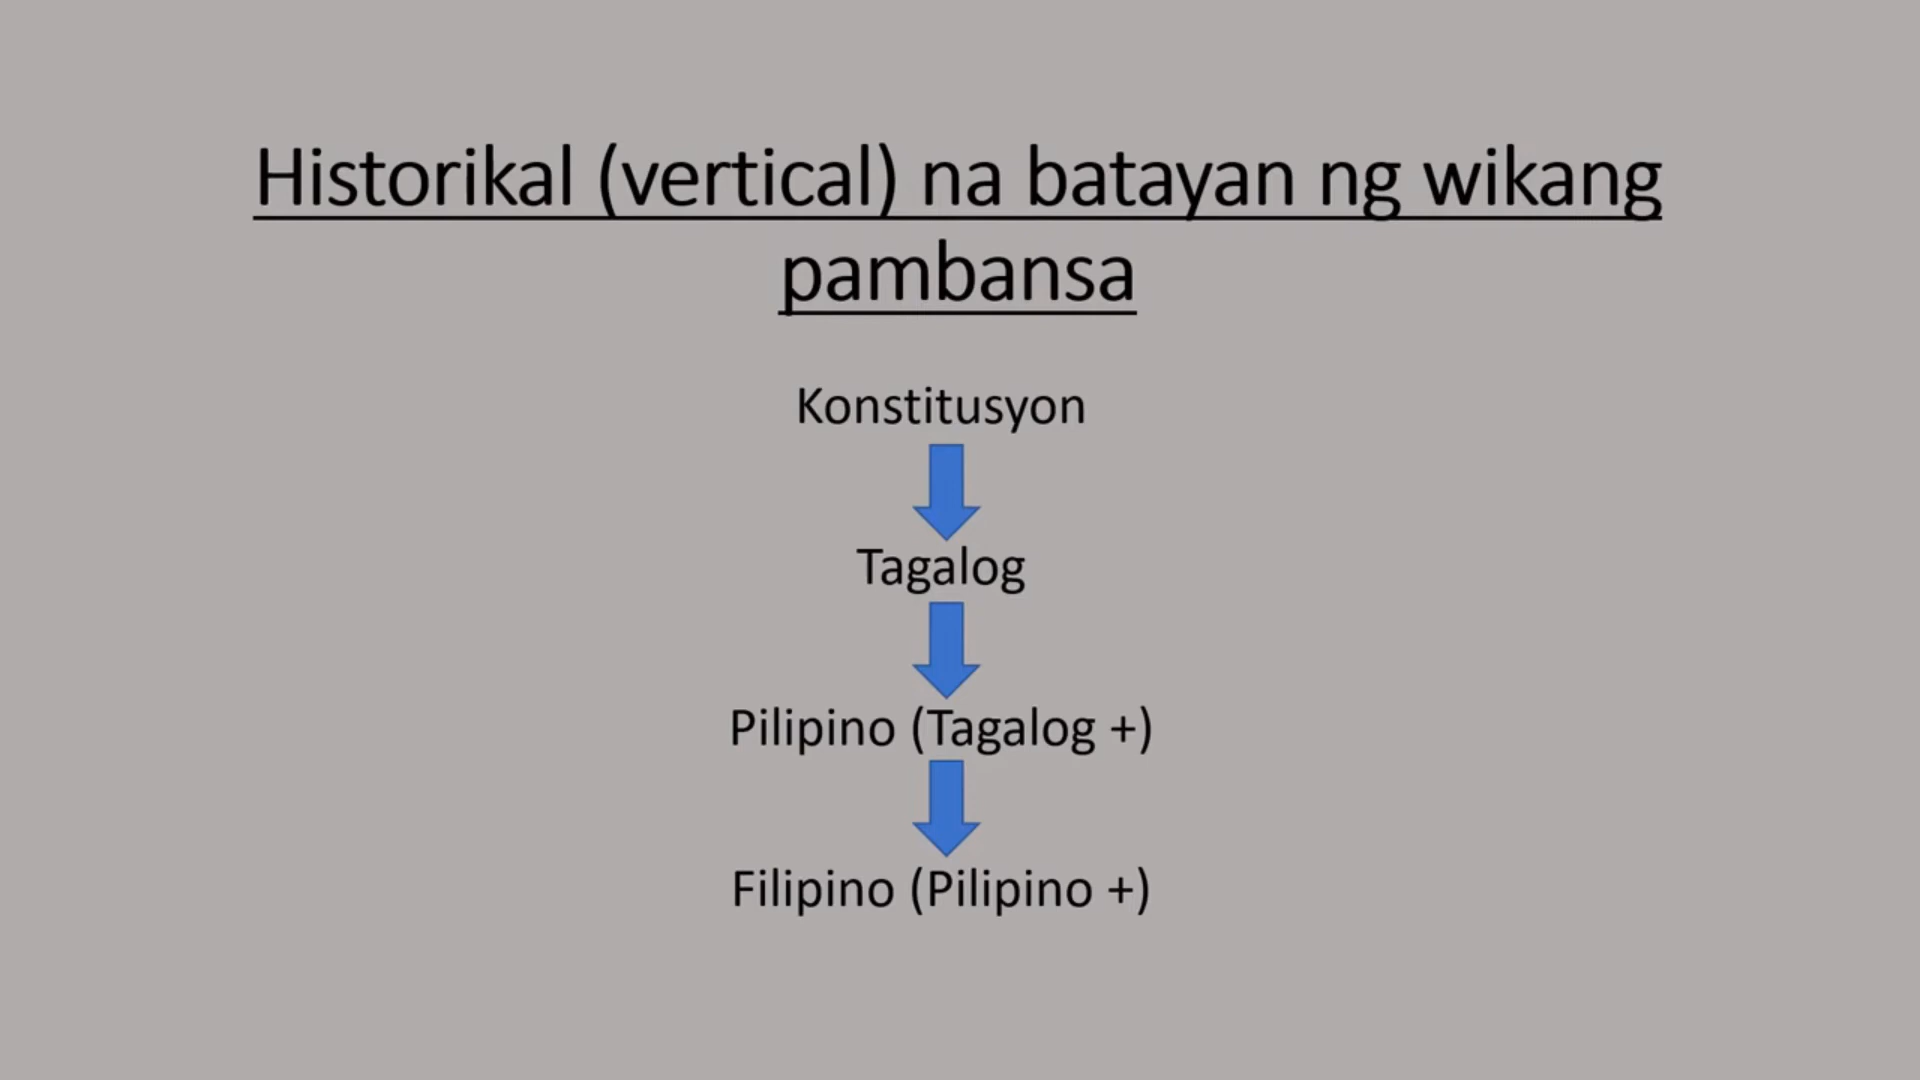 Historikal (vertical) na batayan ng wikang
pambansa
Konstitusyon
Tagalog
Pilipino (Tagalog +)
Filipino (Pilipino +)